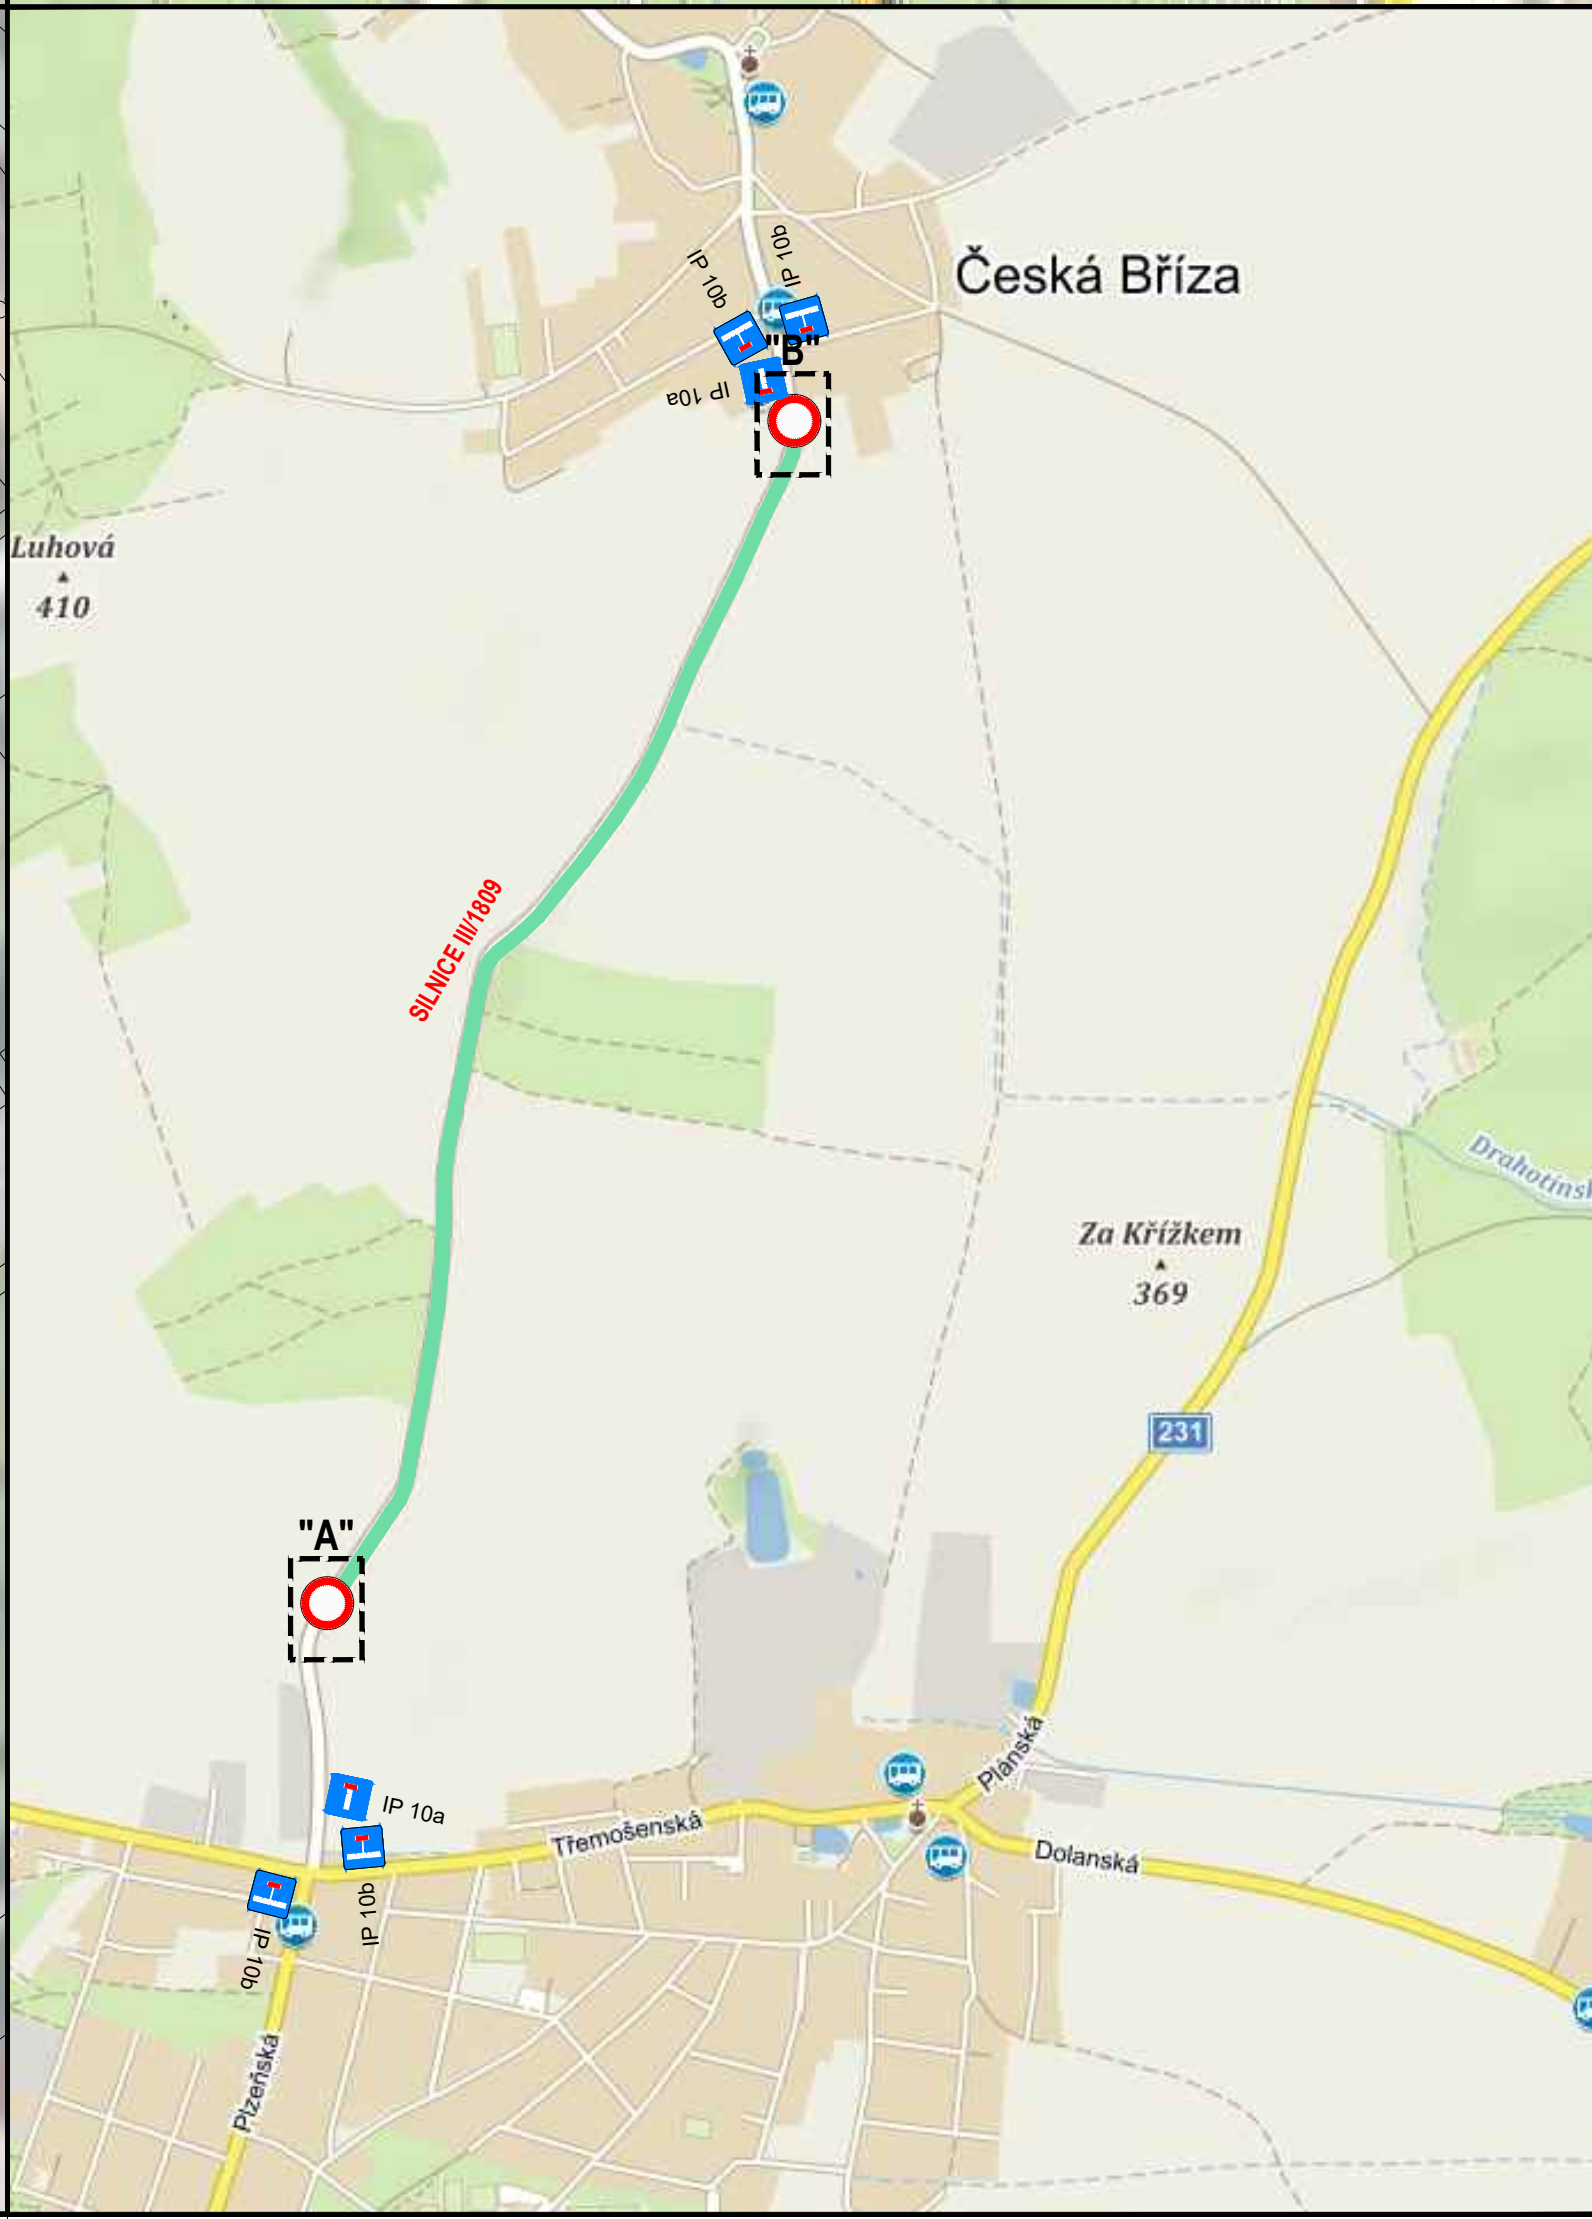 Česká Bříza
IP 10b
IP 10b
"B"
IP 10a
Luhová
410
SILNICE III/1809
Drahotínsk
Za Křížkem
369
231
"A"
Plánská
IP 10a
Třemošenská
Dolanská
IP 10b
IP 10b
Plzeňská